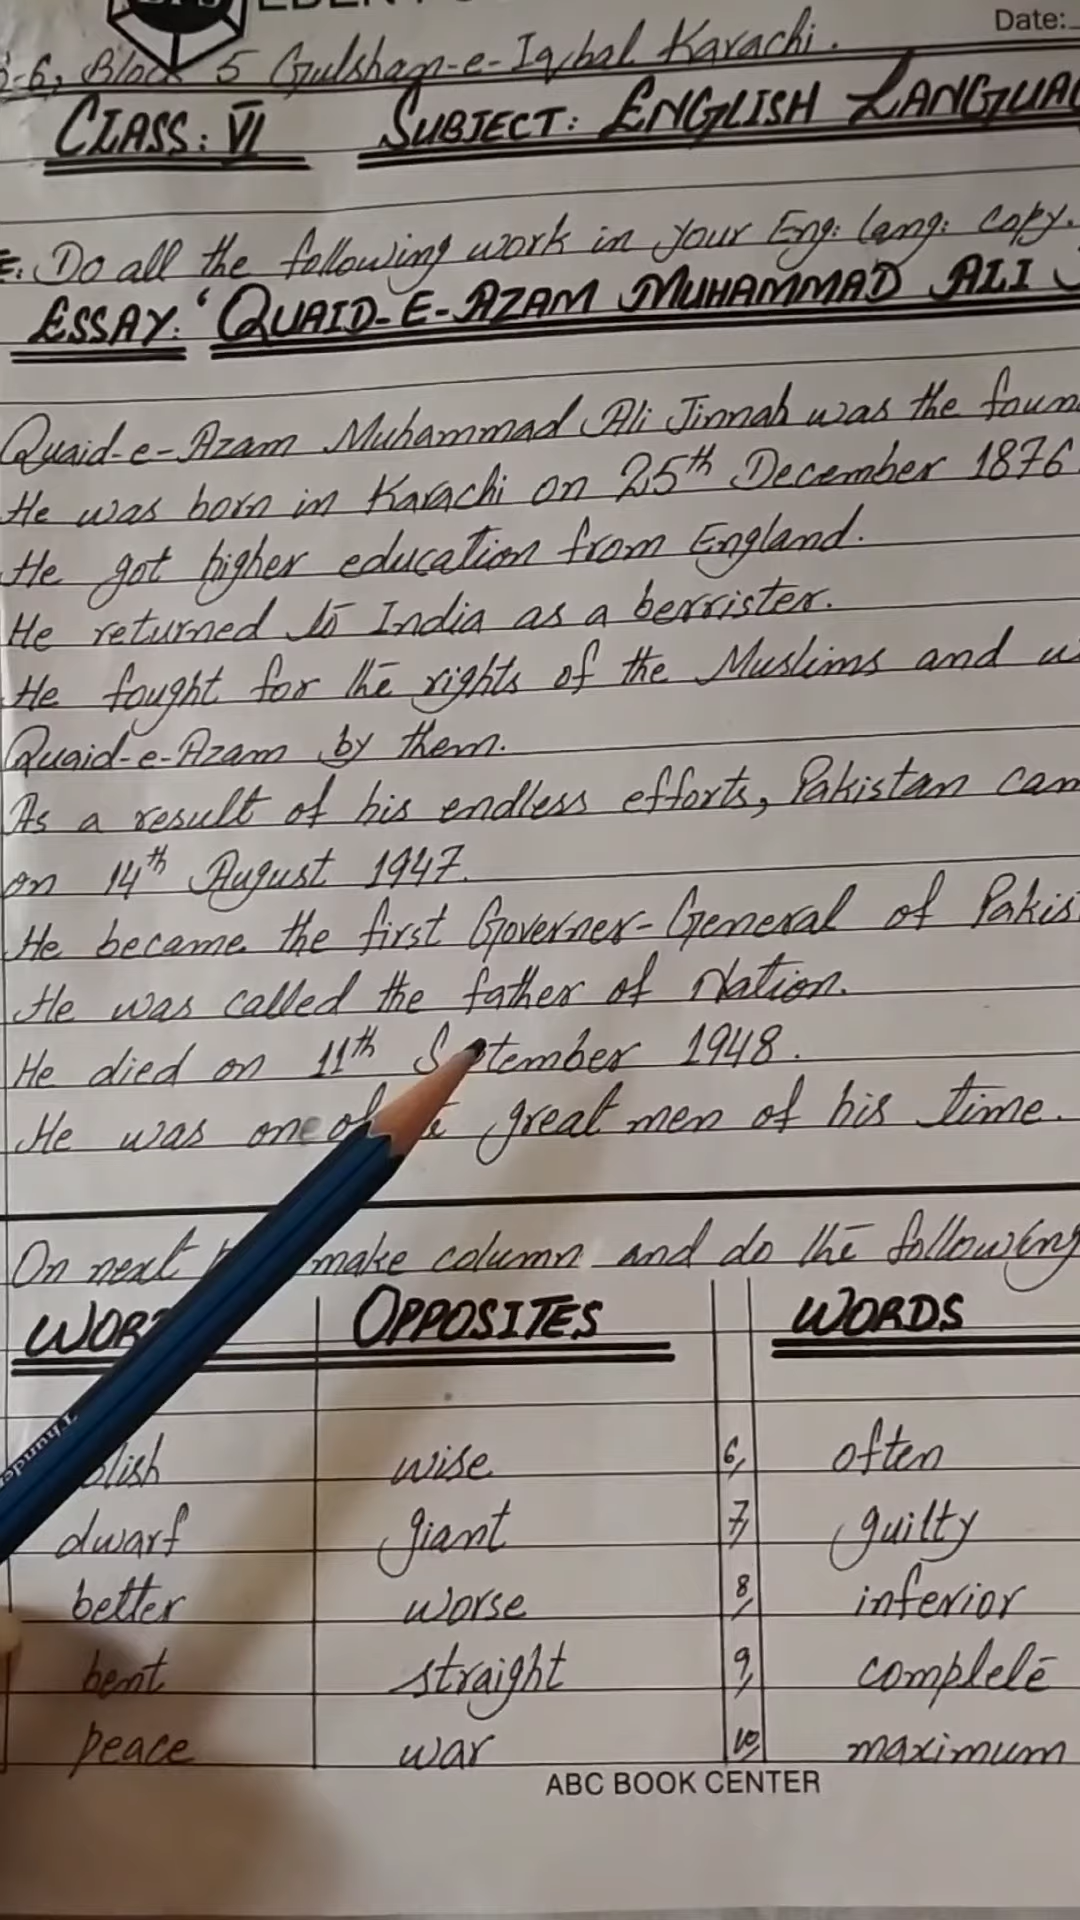 Date:
Block 5 Gulshan-e-Iqbal Karachi.
CLASS: VI SUBJECT: ENGLISH
Do all the following work in your Eng: lang: copy.
ESSAY: 'QUAID-E-AZAM MUHAMMAD ALI
Quaid-e-Azam Muhammad Ali Jinnah was the
He was born in Karachi on 25th December 1876
He got higher education from England.
He returned to India as a berrister.
He fought for the rights of the Muslims and
Quaid-e-Azam by them.
As a result of his endless efforts, Pakistan
on 14th August 1947.
He became the first Governer-General of
He was called the father of Nation.
He died on 11th September 1948.
He was one of great men of his time.
On next make column and do the following
OPPOSITES WORDS
wise 6, often
dwarf giant 7, guilty
better worse 8, inferior
bent straight 9, complete
peace war 10, maximum
ABC BOOK CENTER